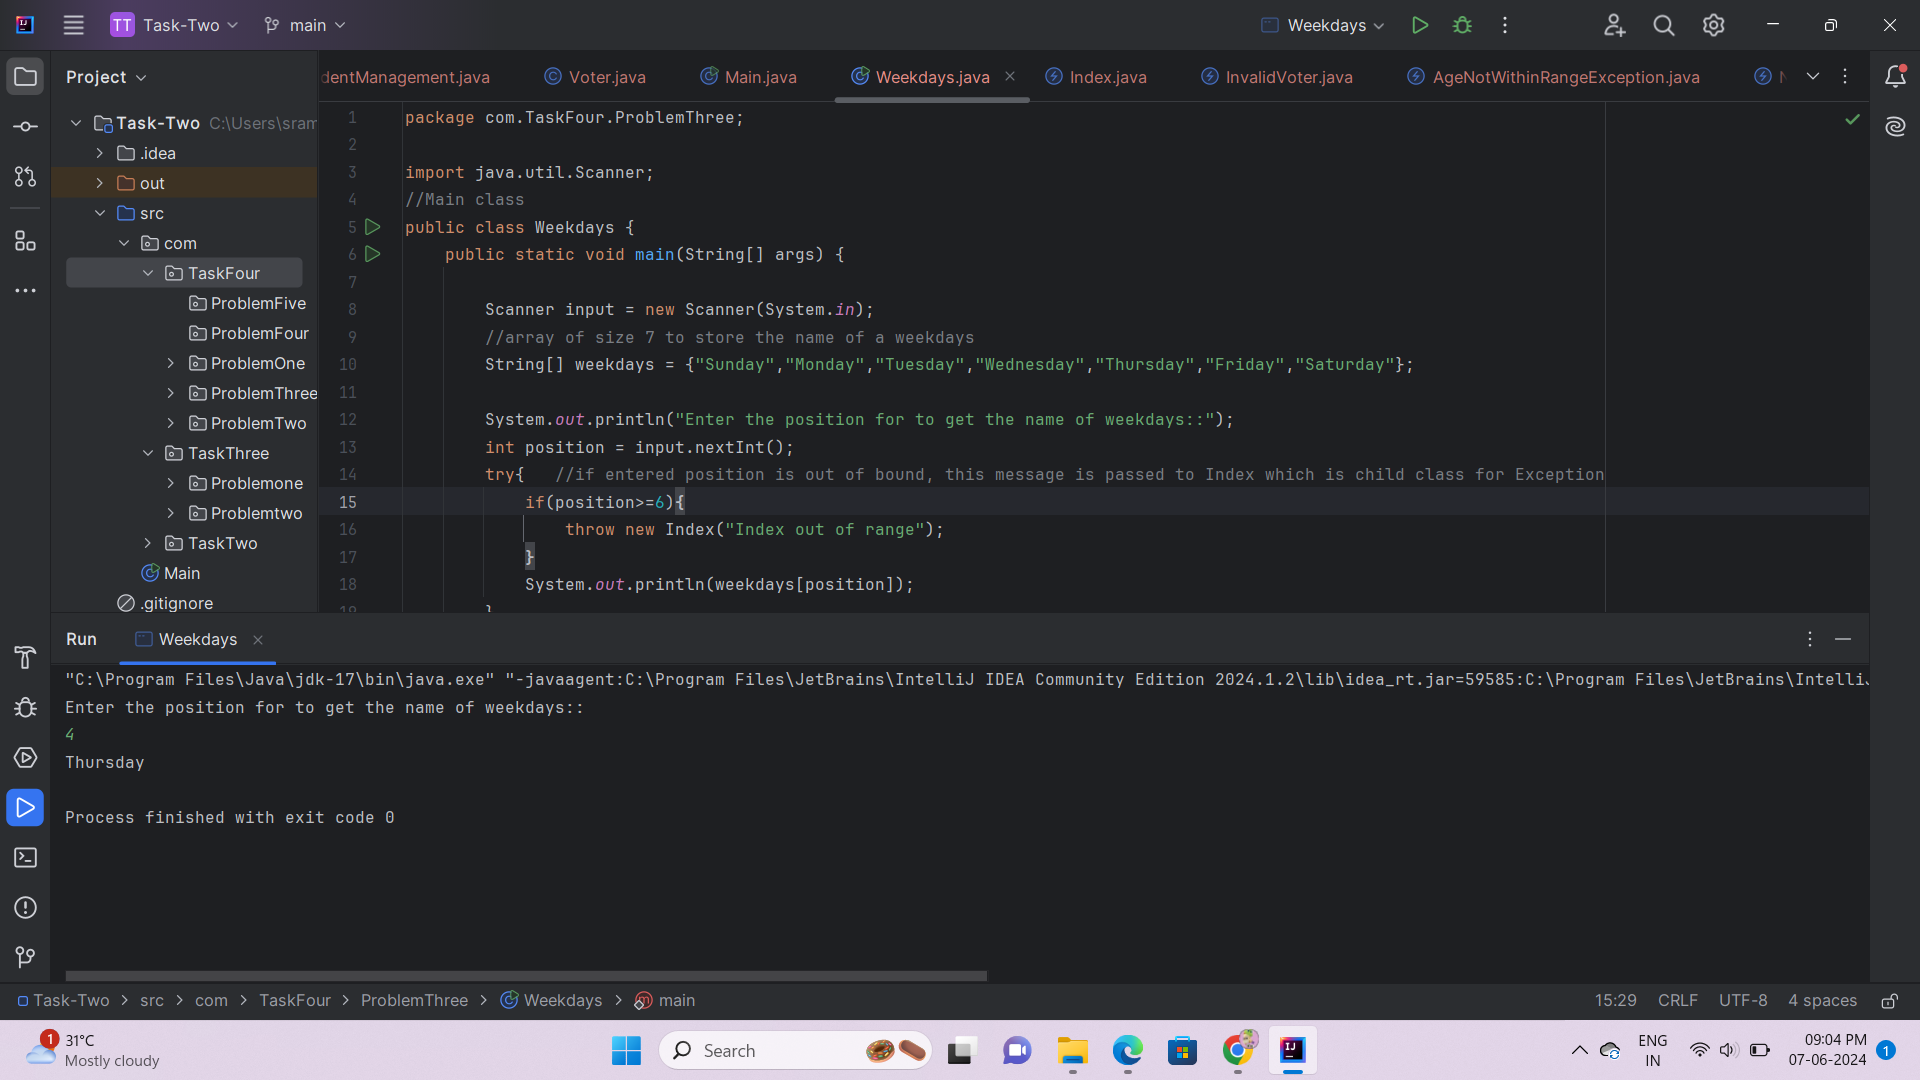 TT Task-Two main Weekdays
Project
dentManagement.java Voter.java Main.java Weekdays.java Index.java InvalidVoter.java AgeNotWithinRangeException.java
Task-Two C:\Users\sram
.idea
out
src
com
TaskFour
ProblemFive
ProblemFour
ProblemOne
ProblemThree
ProblemTwo
TaskThree
Problemone
Problemtwo
TaskTwo
Main
.gitignore
1 package com.TaskFour.ProblemThree;
2
3 import java.util.Scanner;
4 //Main class
5 public class Weekdays {
6 public static void main(String[] args) {
7
8 Scanner input = new Scanner(System.in);
9 //array of size 7 to store the name of a weekdays
10 String[] weekdays = {"Sunday","Monday","Tuesday","Wednesday","Thursday","Friday","Saturday"};
11
12 System.out.println("Enter the position for to get the name of weekdays::");
13 int position = input.nextInt();
14 try{ //if entered position is out of bound, this message is passed to Index which is child class for Exception
15 if(position>=6){
16 throw new Index("Index out of range");
17 }
18 System.out.println(weekdays[position]);
19 }
Run Weekdays
"C:\Program Files\Java\jdk-17\bin\java.exe" "-javaagent:C:\Program Files\JetBrains\IntelliJ IDEA Community Edition 2024.1.2\lib\idea_rt.jar=59585:C:\Program Files\JetBrains\IntelliJ
Enter the position for to get the name of weekdays::
4
Thursday
Process finished with exit code 0
Task-Two > src > com > TaskFour > ProblemThree > Weekdays > main 15:29 CRLF UTF-8 4 spaces
1 31°C
Mostly cloudy
Search
ENG
IN
09:04 PM
07-06-2024
1